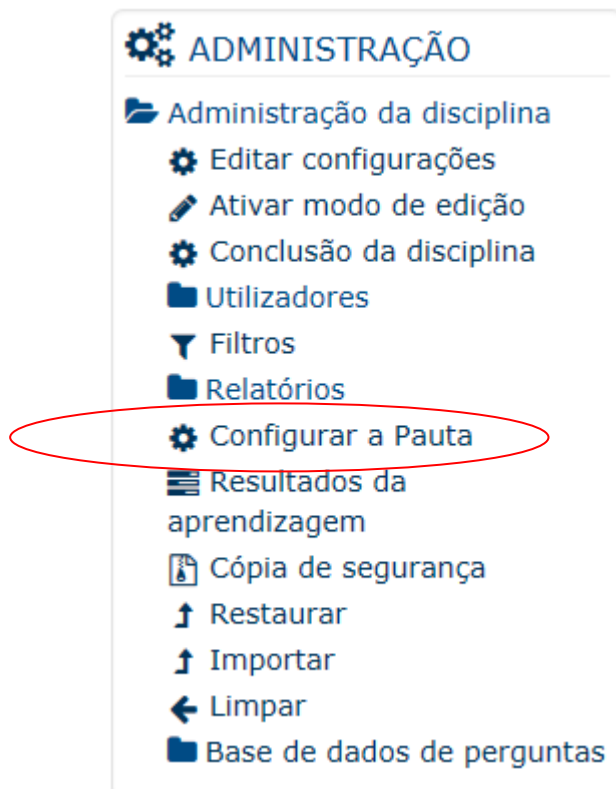 ADMINISTRAÇÃO
Administração da disciplina
Editar configurações
Ativar modo de edição
Conclusão da disciplina
Utilizadores
Filtros
Relatórios
Configurar a Pauta
Resultados da
aprendizagem
Cópia de segurança
Restaurar
Importar
Limpar
Base de dados de perguntas